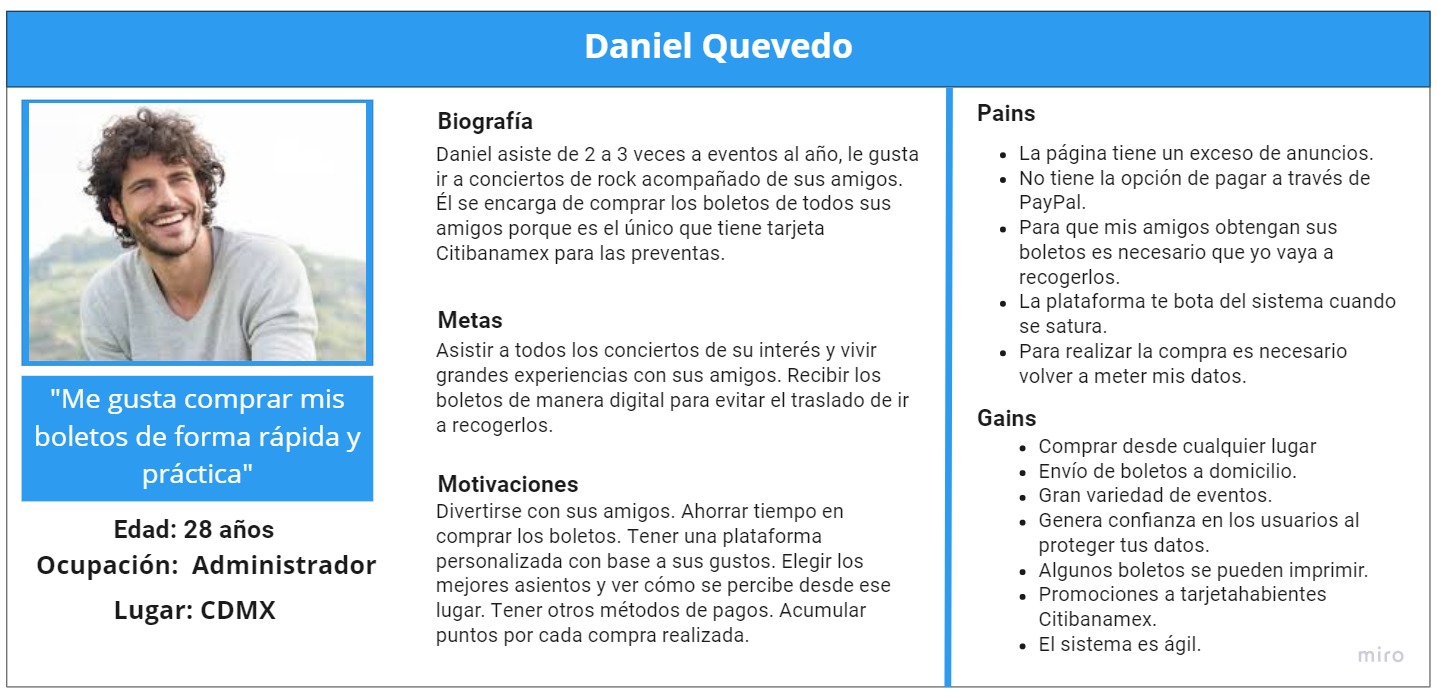 Daniel Quevedo
"Me gusta comprar mis
boletos de forma rápida y
práctica"
Edad: 28 años
Ocupación: Administrador
Lugar: CDMX
Biografía
Daniel asiste de 2 a 3 veces a eventos al año, le gusta
ir a conciertos de rock acompañado de sus amigos.
Él se encarga de comprar los boletos de todos sus
amigos porque es el único que tiene tarjeta
Citibanamex para las preventas.
Metas
Asistir a todos los conciertos de su interés y vivir
grandes experiencias con sus amigos. Recibir los
boletos de manera digital para evitar el traslado de ir
a recogerlos.
Motivaciones
Divertirse con sus amigos. Ahorrar tiempo en
comprar los boletos. Tener una plataforma
personalizada con base a sus gustos. Elegir los
mejores asientos y ver cómo se percibe desde ese
lugar. Tener otros métodos de pagos. Acumular
puntos por cada compra realizada.
Pains
• La página tiene un exceso de anuncios.
• No tiene la opción de pagar a través de
PayPal.
• Para que mis amigos obtengan sus
boletos es necesario que yo vaya a
recogerlos.
• La plataforma te bota del sistema cuando
se satura.
• Para realizar la compra es necesario
volver a meter mis datos.
Gains
• Comprar desde cualquier lugar
• Envío de boletos a domicilio.
• Gran variedad de eventos.
• Genera confianza en los usuarios al
proteger tus datos.
• Algunos boletos se pueden imprimir.
• Promociones a tarjetahabientes
Citibanamex.
• El sistema es ágil.
miro